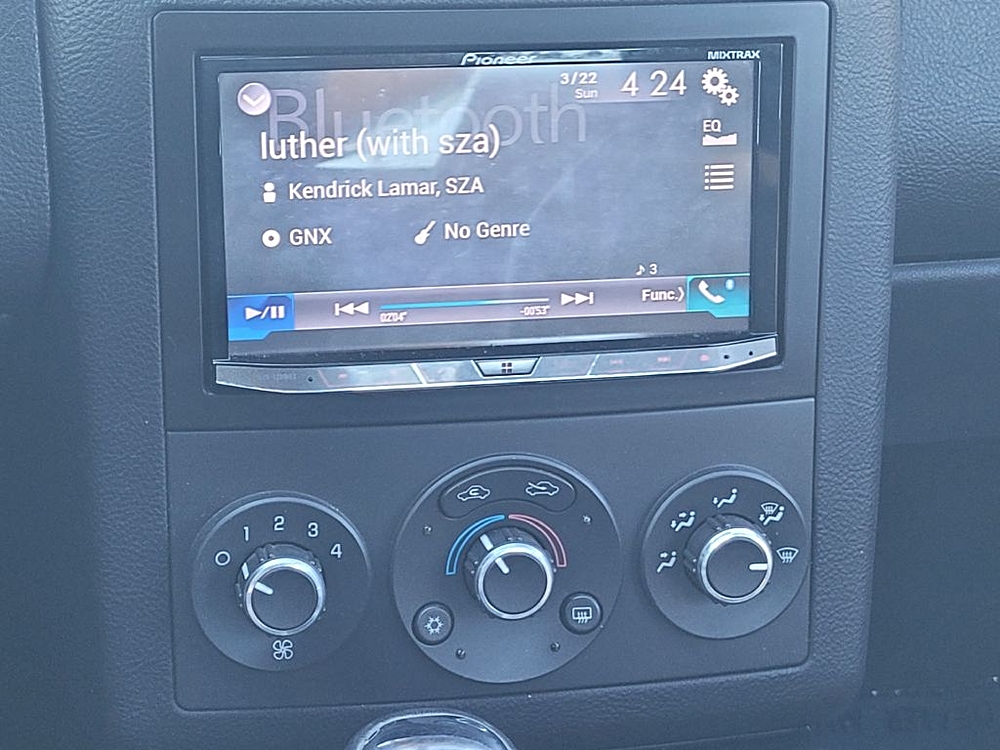 Pioneer
MIXTRAX
Bluetooth
3/22
Sun
4 24
luther (with sza)
EQ
Kendrick Lamar, SZA
GNX
No Genre
3
02'04"
-00'53"
Func.
1 2 3 4